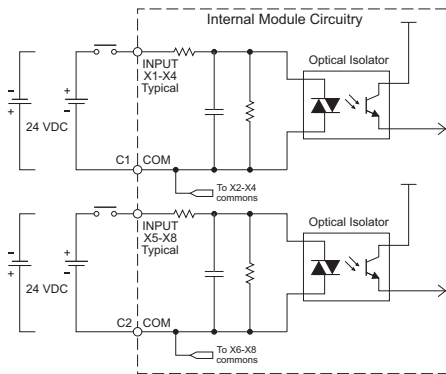 Internal Module Circuitry
Optical Isolator
INPUT
X1-X4
Typical
-
+
+
-
24 VDC
C1
COM
To X2-X4
commons
Optical Isolator
INPUT
X5-X8
Typical
-
+
+
-
24 VDC
C2
COM
To X6-X8
commons